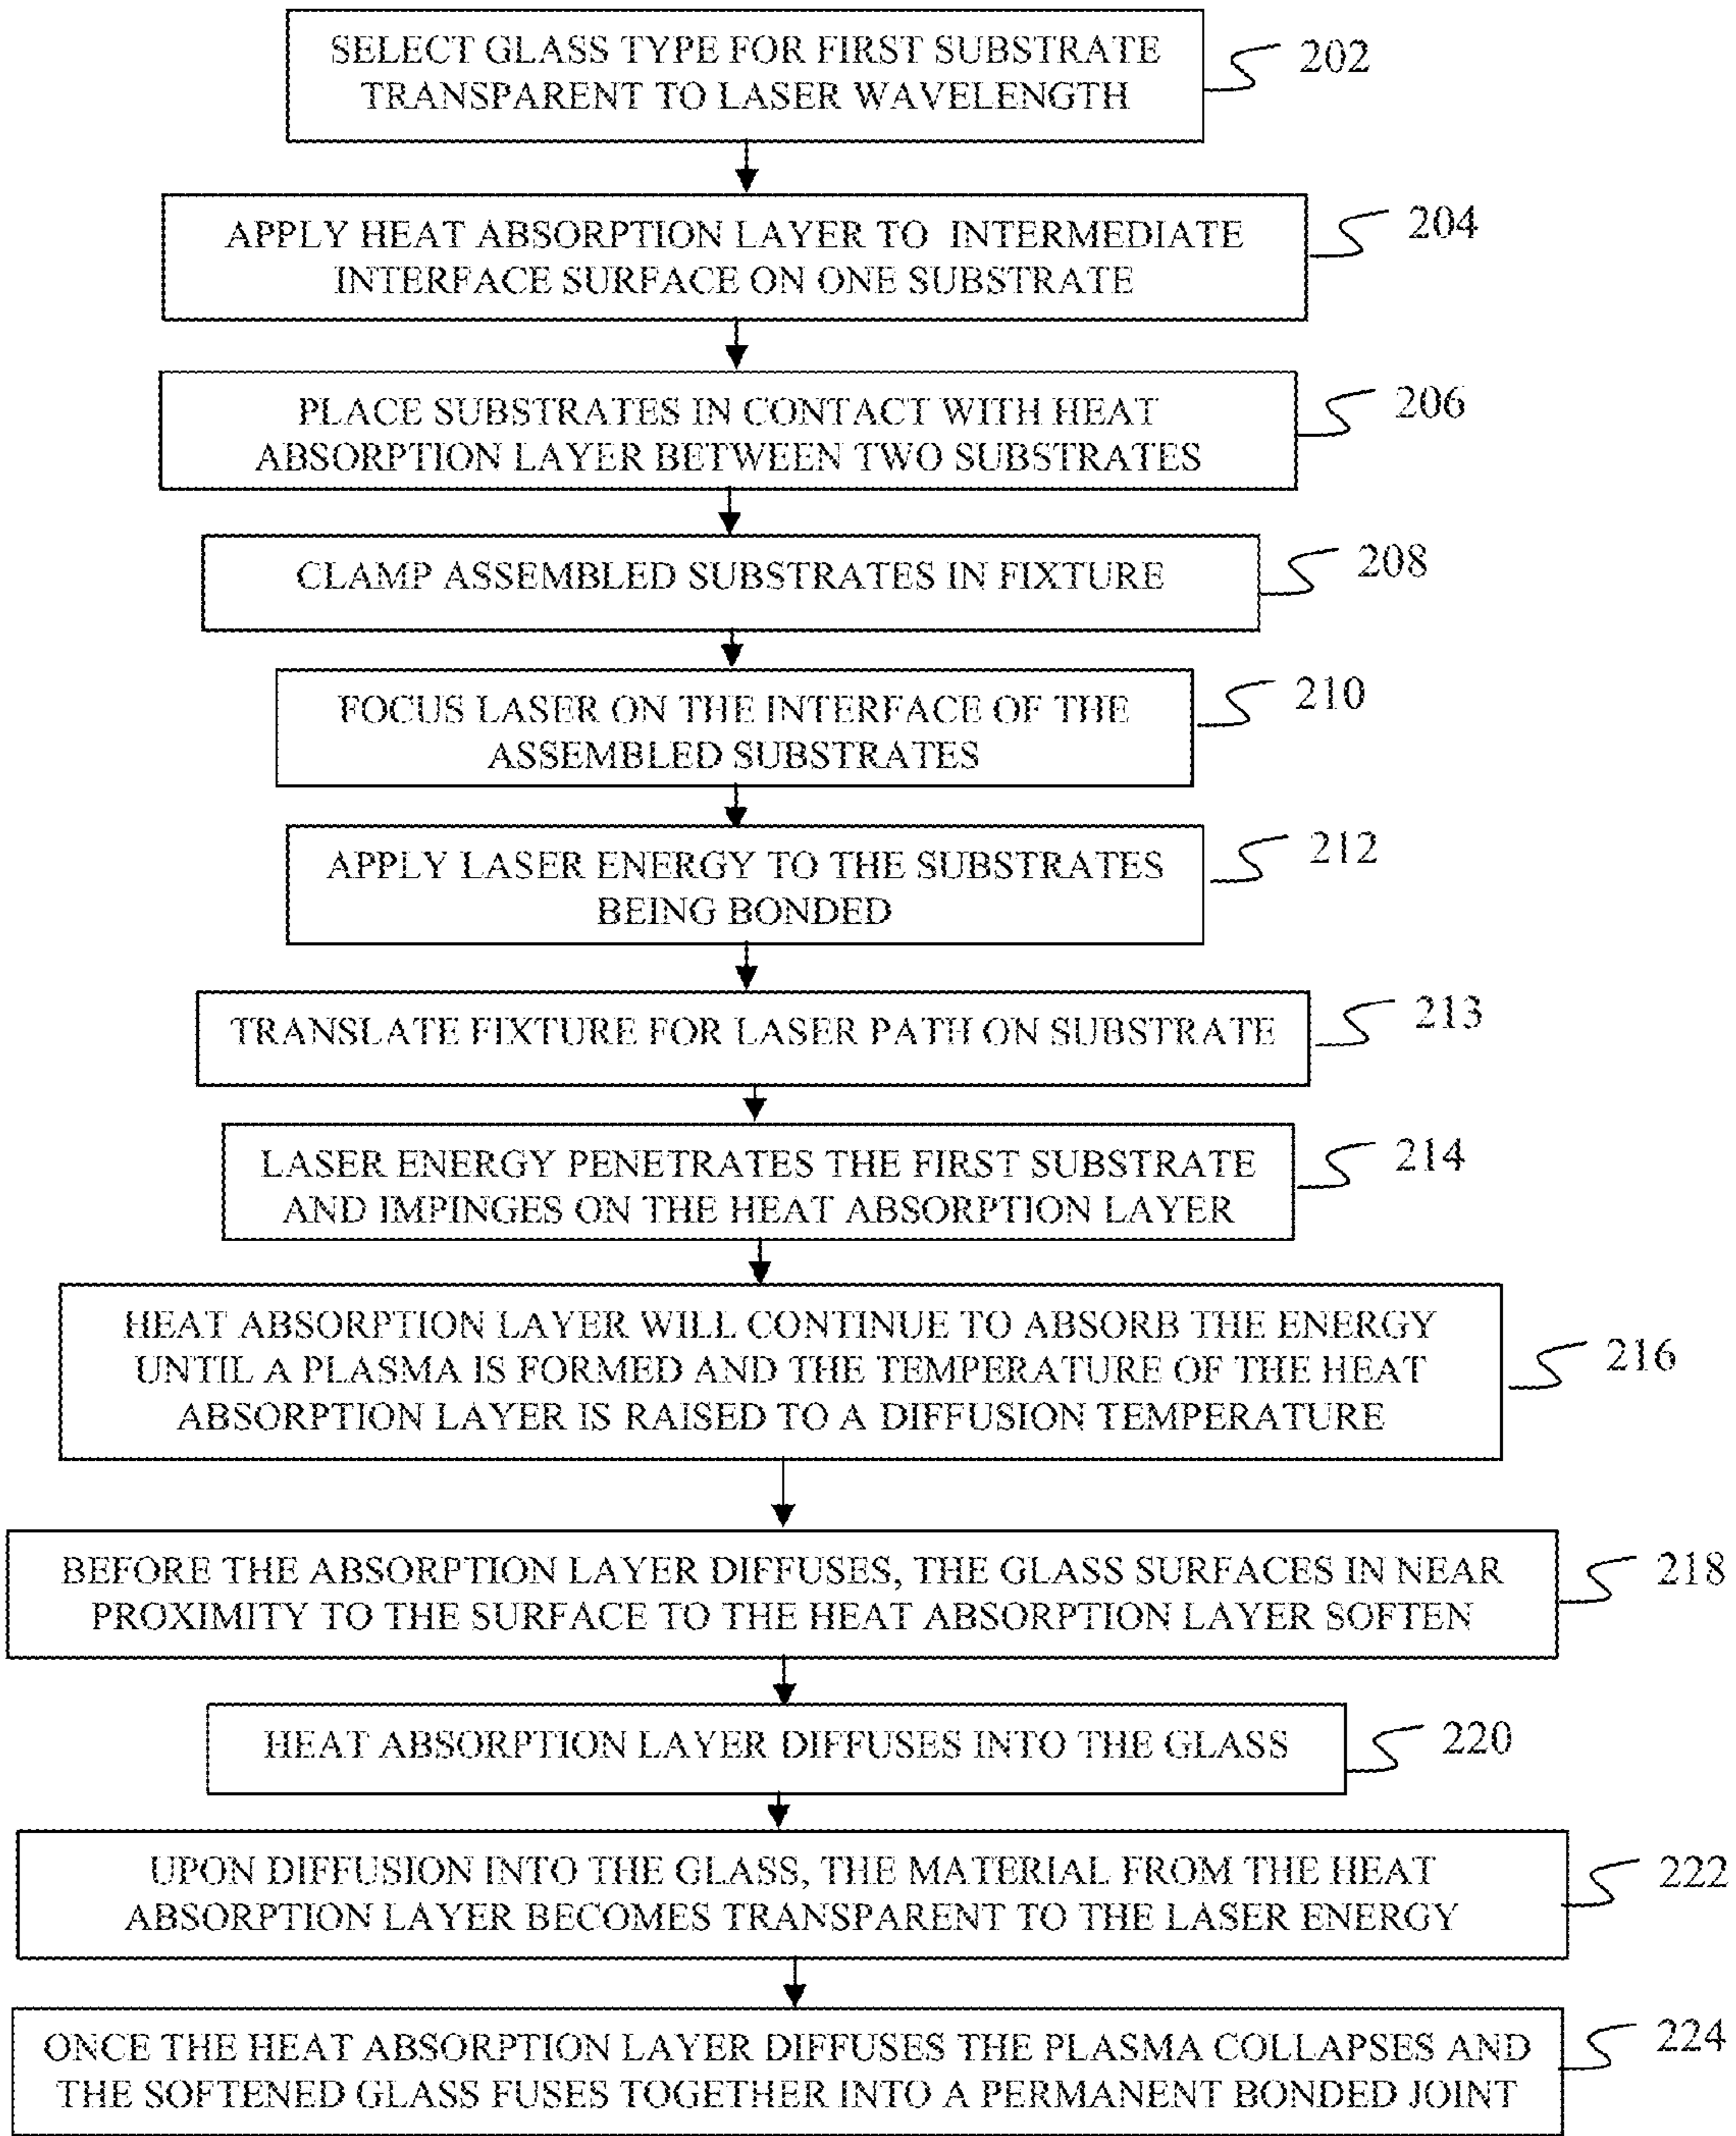 SELECT GLASS TYPE FOR FIRST SUBSTRATE
TRANSPARENT TO LASER WAVELENGTH
202
APPLY HEAT ABSORPTION LAYER TO INTERMEDIATE
INTERFACE SURFACE ON ONE SUBSTRATE
204
PLACE SUBSTRATES IN CONTACT WITH HEAT
ABSORPTION LAYER BETWEEN TWO SUBSTRATES
206
CLAMP ASSEMBLED SUBSTRATES IN FIXTURE
208
FOCUS LASER ON THE INTERFACE OF THE
ASSEMBLED SUBSTRATES
210
APPLY LASER ENERGY TO THE SUBSTRATES
BEING BONDED
212
TRANSLATE FIXTURE FOR LASER PATH ON SUBSTRATE
213
LASER ENERGY PENETRATES THE FIRST SUBSTRATE
AND IMPINGES ON THE HEAT ABSORPTION LAYER
214
HEAT ABSORPTION LAYER WILL CONTINUE TO ABSORB THE ENERGY
UNTIL A PLASMA IS FORMED AND THE TEMPERATURE OF THE HEAT
ABSORPTION LAYER IS RAISED TO A DIFFUSION TEMPERATURE
216
BEFORE THE ABSORPTION LAYER DIFFUSES, THE GLASS SURFACES IN NEAR
PROXIMITY TO THE SURFACE TO THE HEAT ABSORPTION LAYER SOFTEN
218
HEAT ABSORPTION LAYER DIFFUSES INTO THE GLASS
220
UPON DIFFUSION INTO THE GLASS, THE MATERIAL FROM THE HEAT
ABSORPTION LAYER BECOMES TRANSPARENT TO THE LASER ENERGY
222
ONCE THE HEAT ABSORPTION LAYER DIFFUSES THE PLASMA COLLAPSES AND
THE SOFTENED GLASS FUSES TOGETHER INTO A PERMANENT BONDED JOINT
224